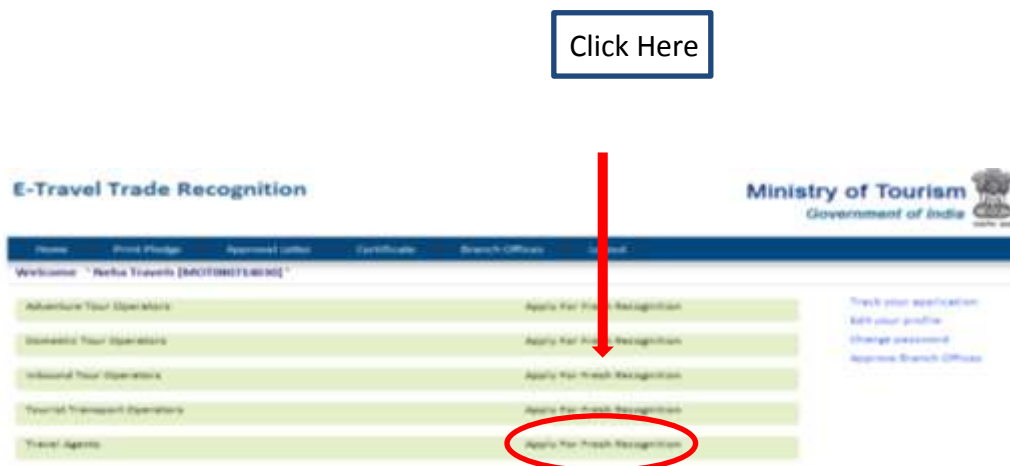 Click Here
E-Travel Trade Recognition
Ministry of Tourism
Government of India
Home Print Pledge Approval Letter Certificate Branch Offices
Welcome "Neha Travels
Adventure Tour Operators Apply For Fresh Recognition
Domestic Tour Operators Apply For Fresh Recognition
Inbound Tour Operators Apply For Fresh Recognition
Tourist Transport Operators Apply For Fresh Recognition
Travel Agents Apply For Fresh Recognition
Track your application
Edit your profile
Change password
Approve Branch Offices